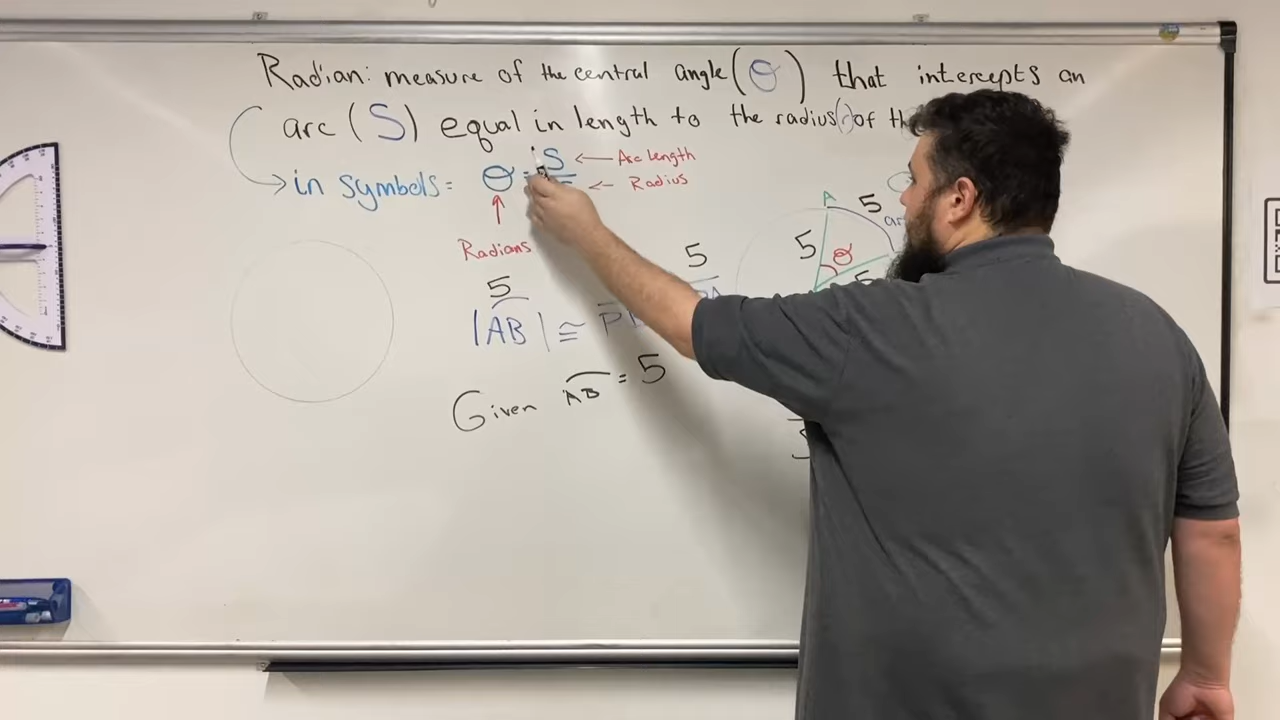 Radian: measure of the central angle (θ) that intercepts an
arc (S) equal in length to the radius (r) of
in symbols = θ = S ← Arc length
← Radius
Radians
A 5
5 θ
5
5 5
|AB| ≅
Given AB = 5